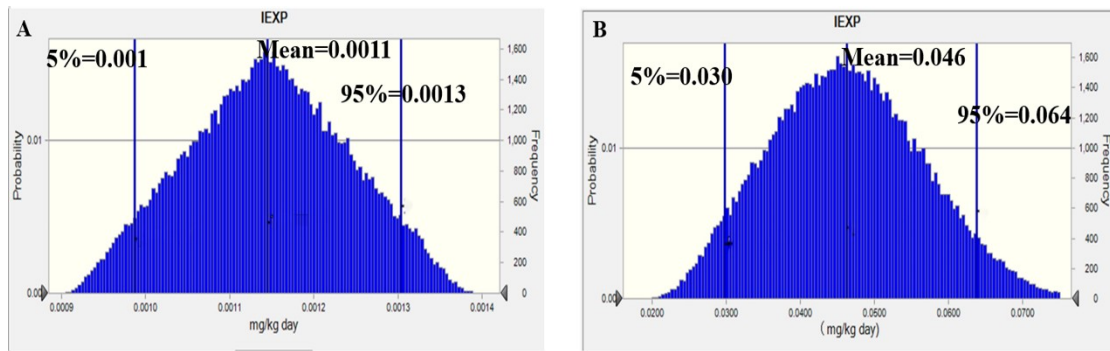 A
IEXP
5%=0.001
Mean=0.0011
95%=0.0013
Probability
0.01
0.00
1,600
1,400
1,200
1,000
800
600
400
200
0
Frequency
0.0009 0.0010 0.0011 0.0012 0.0013 0.0014
mg/kg day
B
IEXP
5%=0.030
Mean=0.046
95%=0.064
Probability
0.01
0.00
1,600
1,400
1,200
1,000
800
600
400
200
0
Frequency
0.0200 0.0300 0.0400 0.0500 0.0600 0.0700
(mg/kg day)